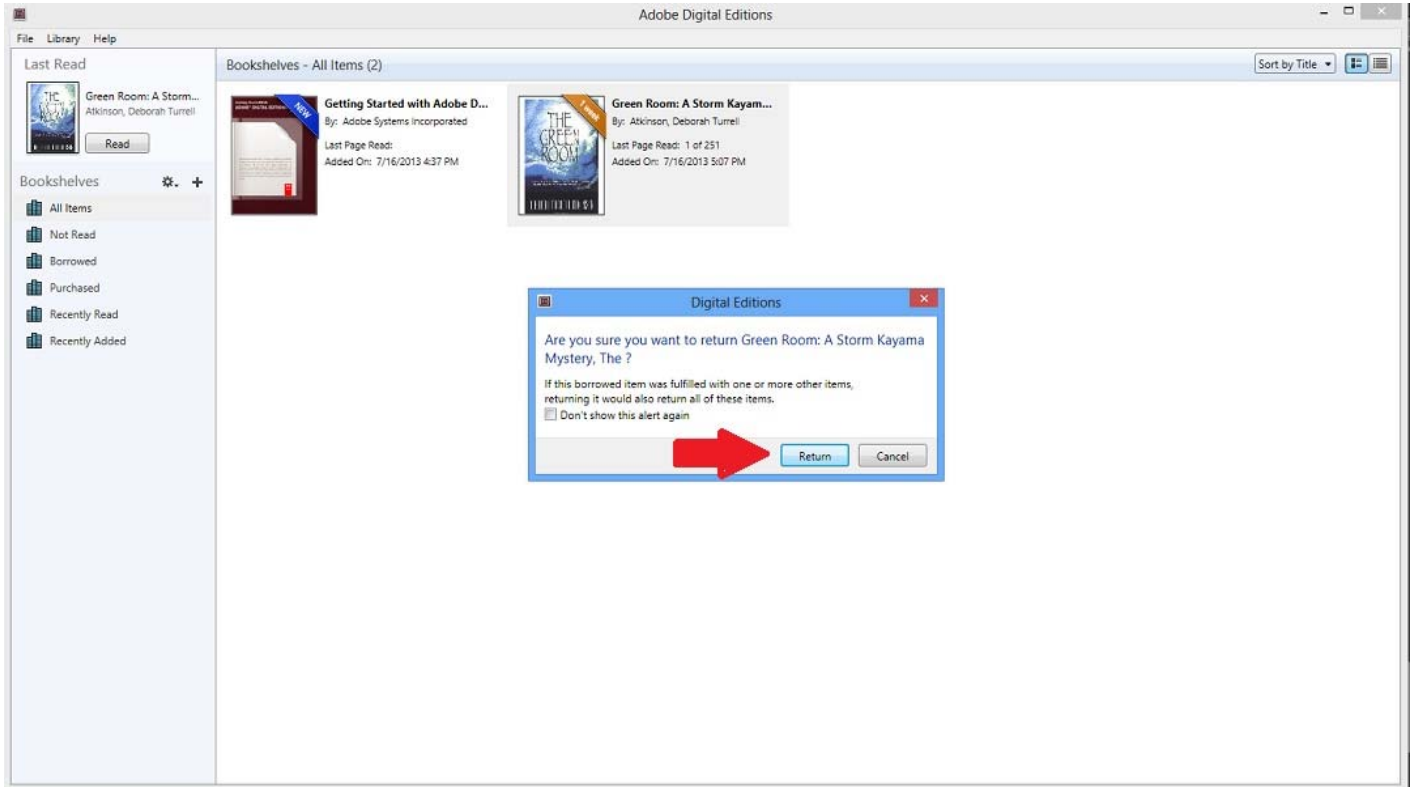 Adobe Digital Editions
File Library Help
Last Read
Green Room: A Storm...
Atkinson, Deborah Turrell
Read
Bookshelves
All Items
Not Read
Borrowed
Purchased
Recently Read
Recently Added
Bookshelves - All Items (2)
Sort by Title
NEW
Getting Started with Adobe D...
By: Adobe Systems Incorporated
Last Page Read:
Added On: 7/16/2013 4:37 PM
1 week
THE
GREEN
ROOM
Green Room: A Storm Kayam...
By: Atkinson, Deborah Turrell
Last Page Read: 1 of 251
Added On: 7/16/2013 5:07 PM
Digital Editions
Are you sure you want to return Green Room: A Storm Kayama
Mystery, The ?
If this borrowed item was fulfilled with one or more other items,
returning it would also return all of these items.
Don't show this alert again
Return Cancel